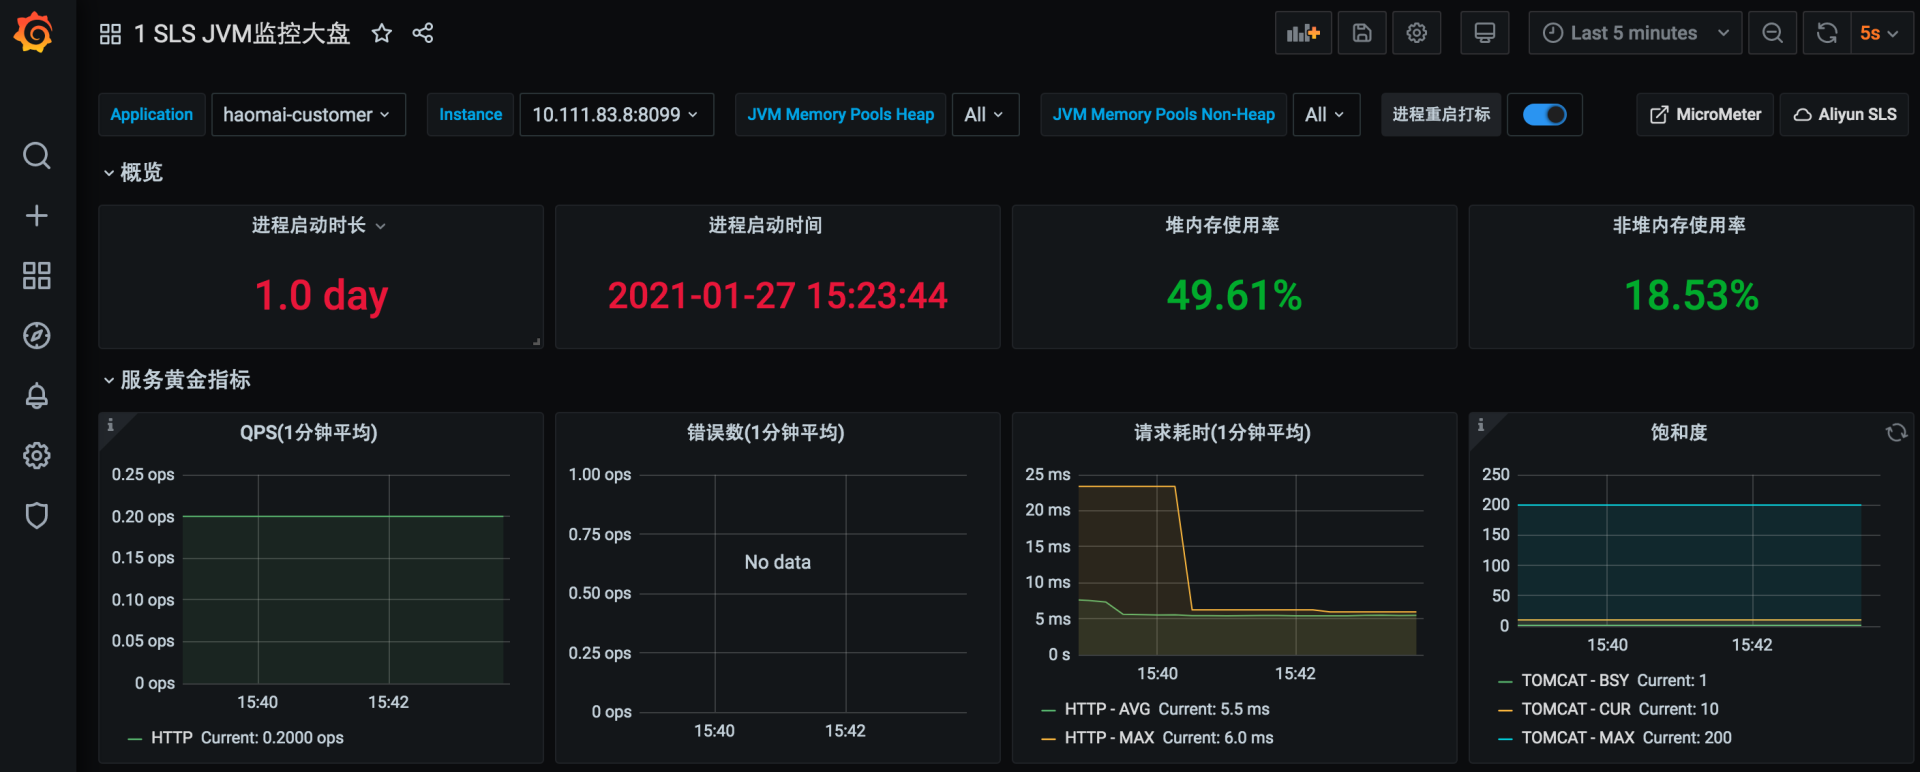 1 SLS JVM监控大盘
Last 5 minutes
5s
Application
haomai-customer
Instance
10.111.83.8:8099
JVM Memory Pools Heap
All
JVM Memory Pools Non-Heap
All
进程重启打标
MicroMeter
Aliyun SLS
概览
进程启动时长
1.0 day
进程启动时间
2021-01-27 15:23:44
堆内存使用率
49.61%
非堆内存使用率
18.53%
服务黄金指标
i
QPS(1分钟平均)
0.25 ops
0.20 ops
0.15 ops
0.10 ops
0.05 ops
0 ops
15:40
15:42
HTTP Current: 0.2000 ops
错误数(1分钟平均)
1.00 ops
0.75 ops
0.50 ops
0.25 ops
0 ops
No data
15:40
15:42
请求耗时(1分钟平均)
25 ms
20 ms
15 ms
10 ms
5 ms
0 s
15:40
15:42
HTTP - AVG Current: 5.5 ms
HTTP - MAX Current: 6.0 ms
i
饱和度
250
200
150
100
50
0
15:40
15:42
TOMCAT - BSY Current: 1
TOMCAT - CUR Current: 10
TOMCAT - MAX Current: 200